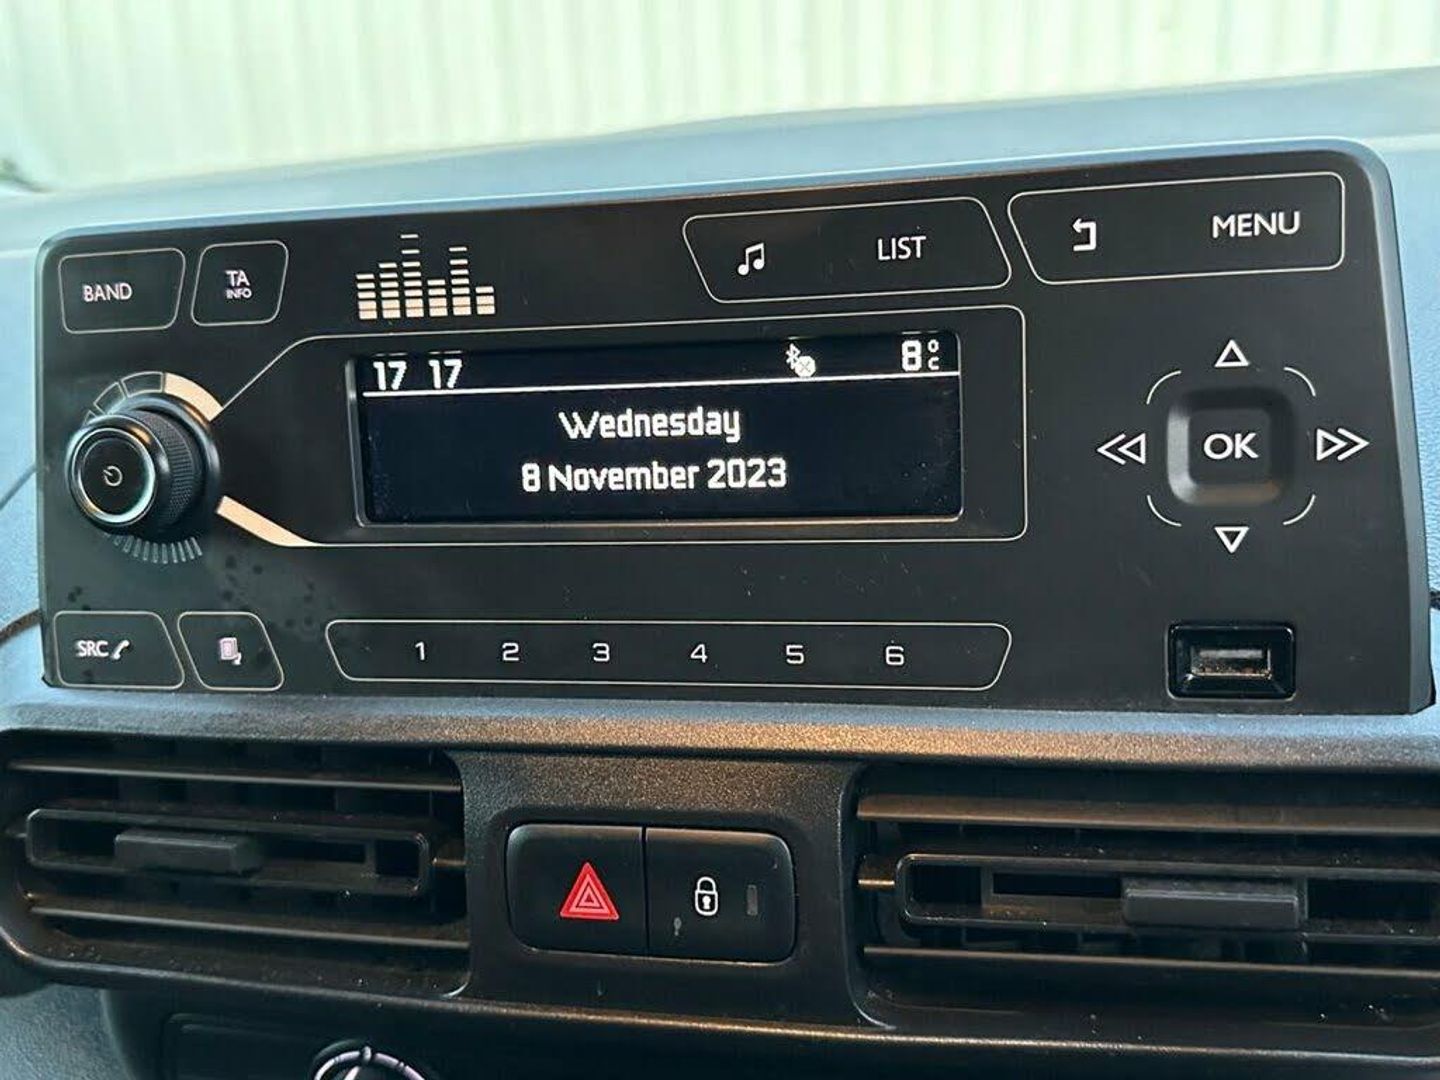 BAND
TA
INFO
LIST
MENU
17 17
8°C
Wednesday
8 November 2023
OK
SRC
1 2 3 4 5 6